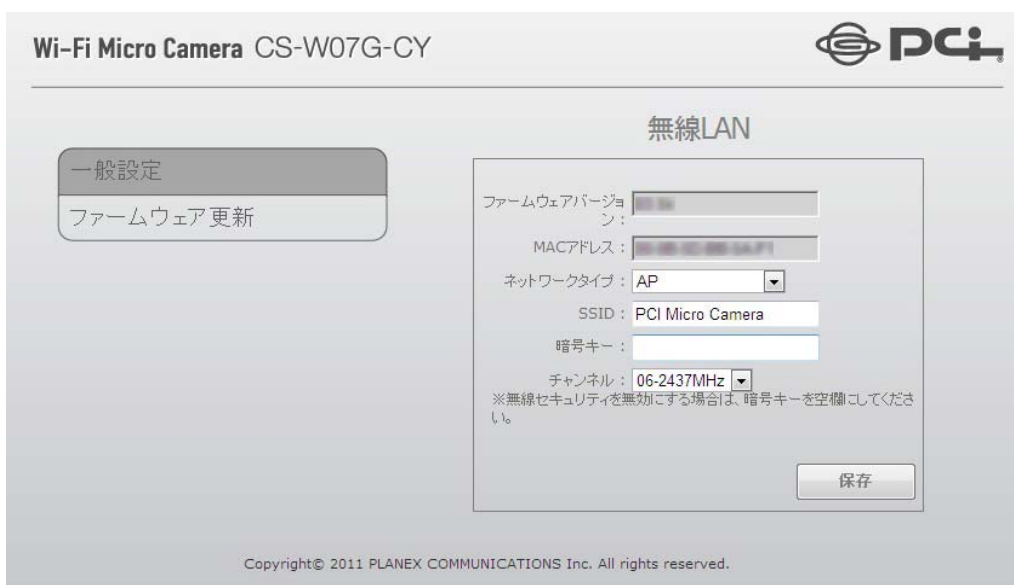 Wi-Fi Micro Camera CS-W07G-CY
PCi
無線LAN
一般設定
ファームウェア更新
ファームウェアバージョ
ン：
MACアドレス：
ネットワークタイプ： AP
SSID： PCI Micro Camera
暗号キー：
チャンネル： 06-2437MHz
※無線セキュリティを無効にする場合は、暗号キーを空欄にしてくださ
い。
保存
Copyright© 2011 PLANEX COMMUNICATIONS Inc. All rights reserved.